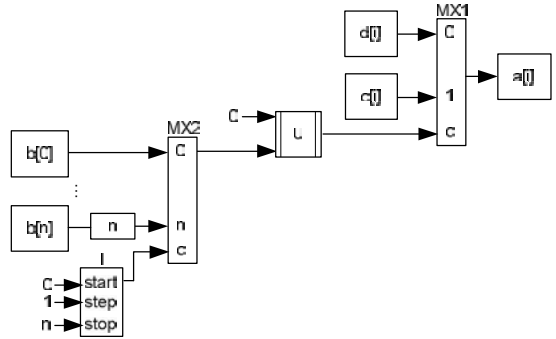 MX1
d[i]
C
a[i]
c[i]
1
C
u
c
MX2
b[C]
C
...
b[n]
n
n
c
I
C
start
1
step
n
stop